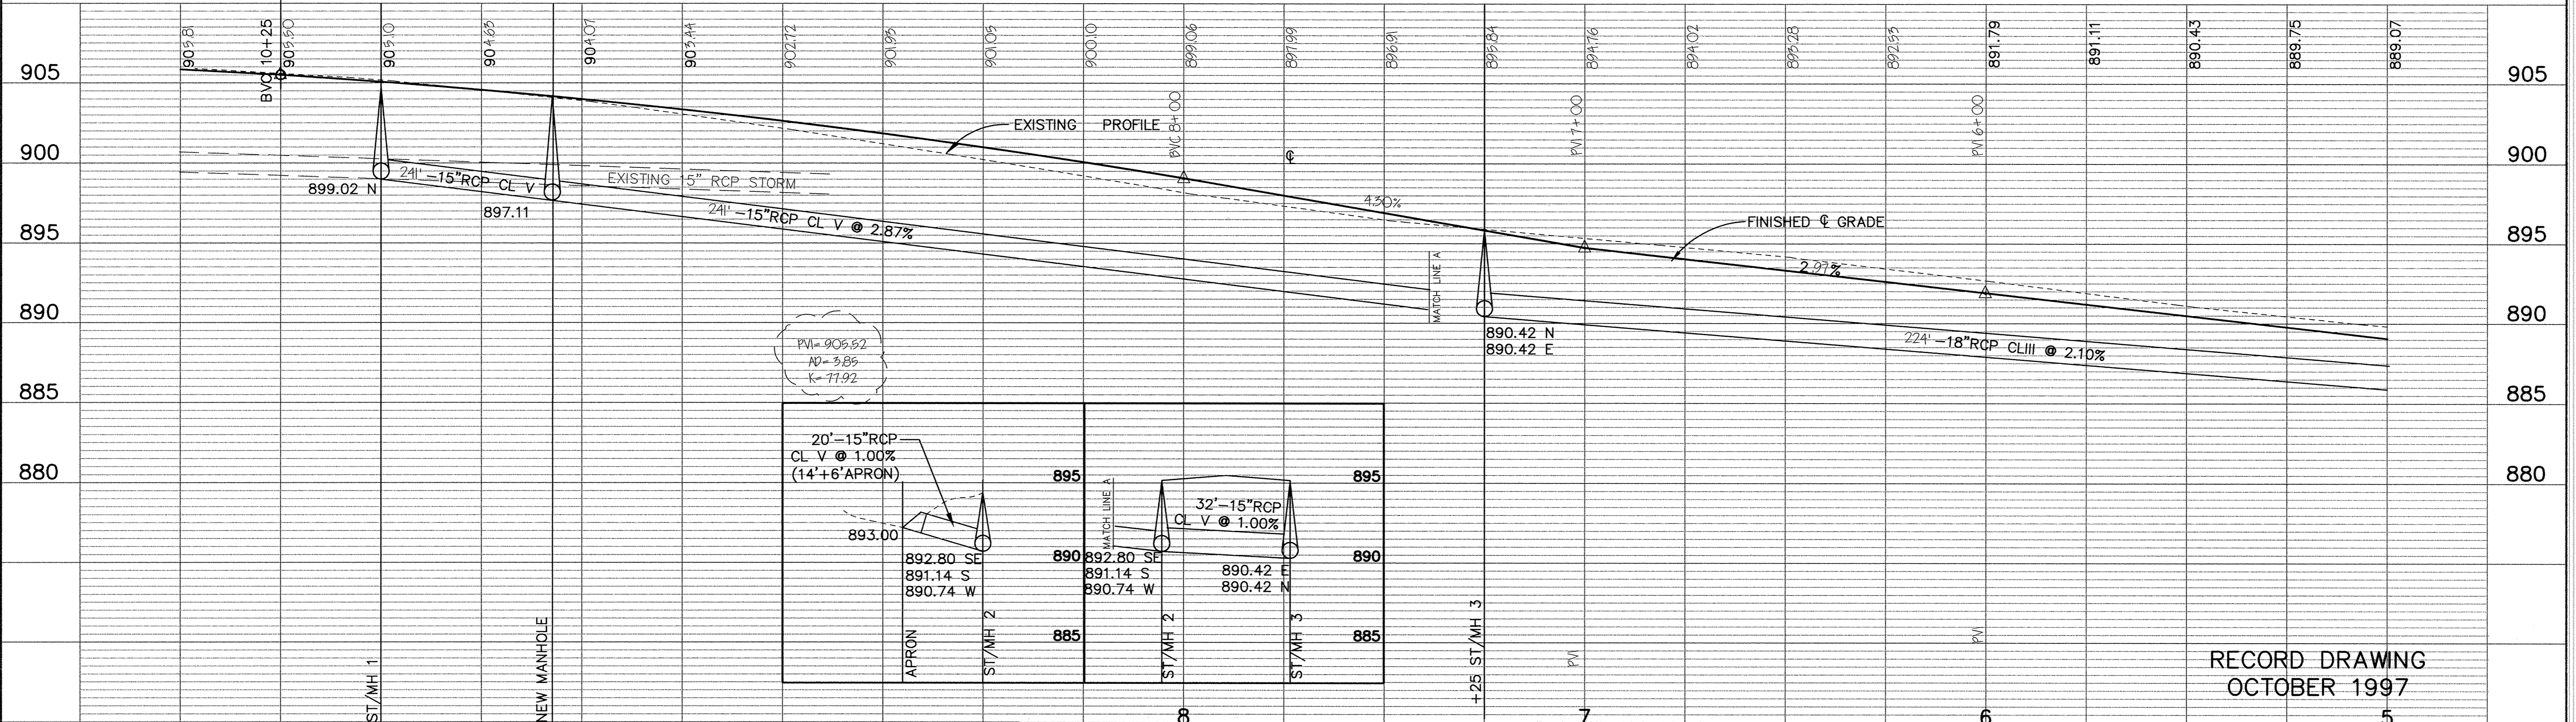 905.81
BVC 10+25
905.50
905.10
904.63
904.07
903.44
902.72
901.93
901.05
900.10
899.06
897.99
896.91
895.84
894.76
894.02
893.28
892.53
891.79
891.11
890.43
889.75
889.07
905
905
EXISTING PROFILE
BVC 8+00
PVI 7+00
PVI 6+00
900
900
℄
899.02 N
241'-15"RCP CL V
EXISTING 15" RCP STORM
897.11
241'-15"RCP CL V @ 2.87%
4.30%
FINISHED ℄ GRADE
895
895
2.97%
MATCH LINE A
890
890
890.42 N
890.42 E
224'-18"RCP CLIII @ 2.10%
PVI= 905.52
AD= 3.85
K= 77.92
885
885
20'-15"RCP
CL V @ 1.00%
(14'+6'APRON)
895
895
880
880
MATCH LINE A
32'-15"RCP
CL V @ 1.00%
893.00
890
890
892.80 SE
891.14 S
890.74 W
892.80 SE
891.14 S
890.74 W
890.42 E
890.42 N
885
885
APRON
ST/MH 2
ST/MH 2
ST/MH 3
ST/MH 1
NEW MANHOLE
+25 ST/MH 3
PVI
PVI
RECORD DRAWING
OCTOBER 1997
8
7
6
5